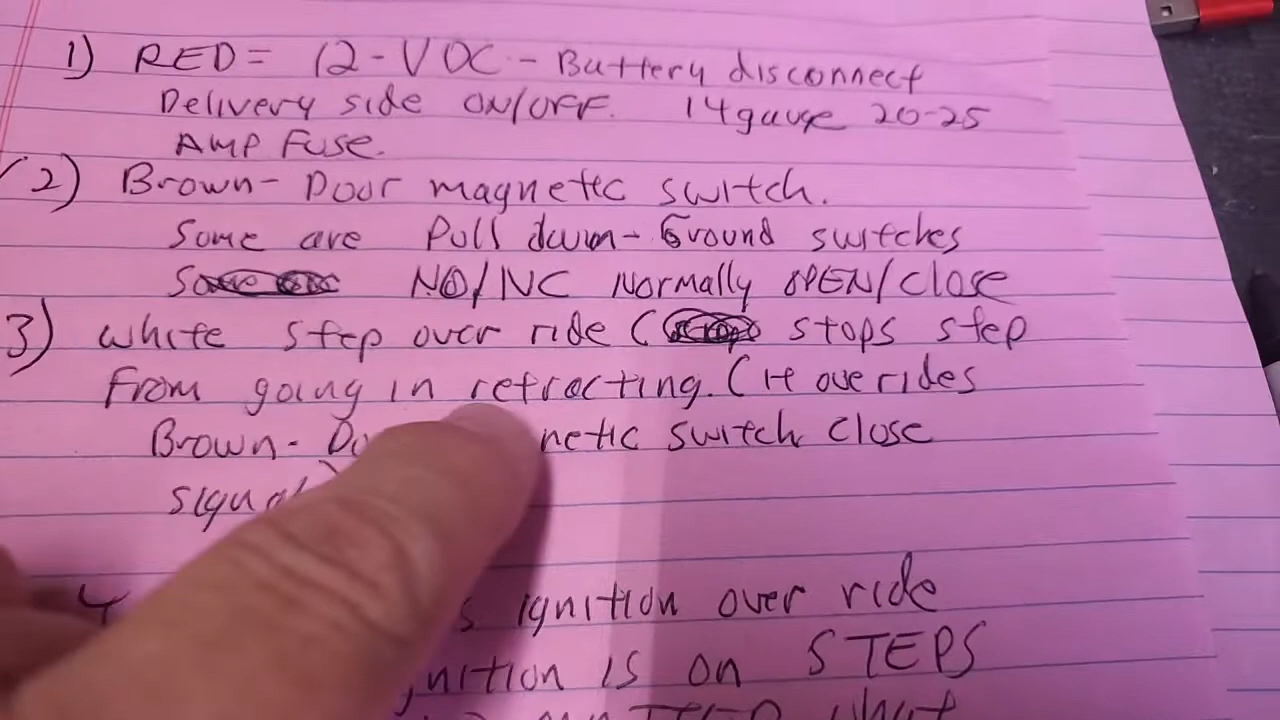 1) RED = 12-VDC - Battery disconnect
Delivery side ON/OFF. 14 gauge 20-25
AMP Fuse.
(2) Brown - Door magnetic switch.
Some are Pull down - Ground switches
NO/NC Normally OPEN/Close
3) White Step over ride ( stops step
From going in retracting. (It overides
Brown - netic switch close
signal)
4 ignition over ride
ignition is on STEPS